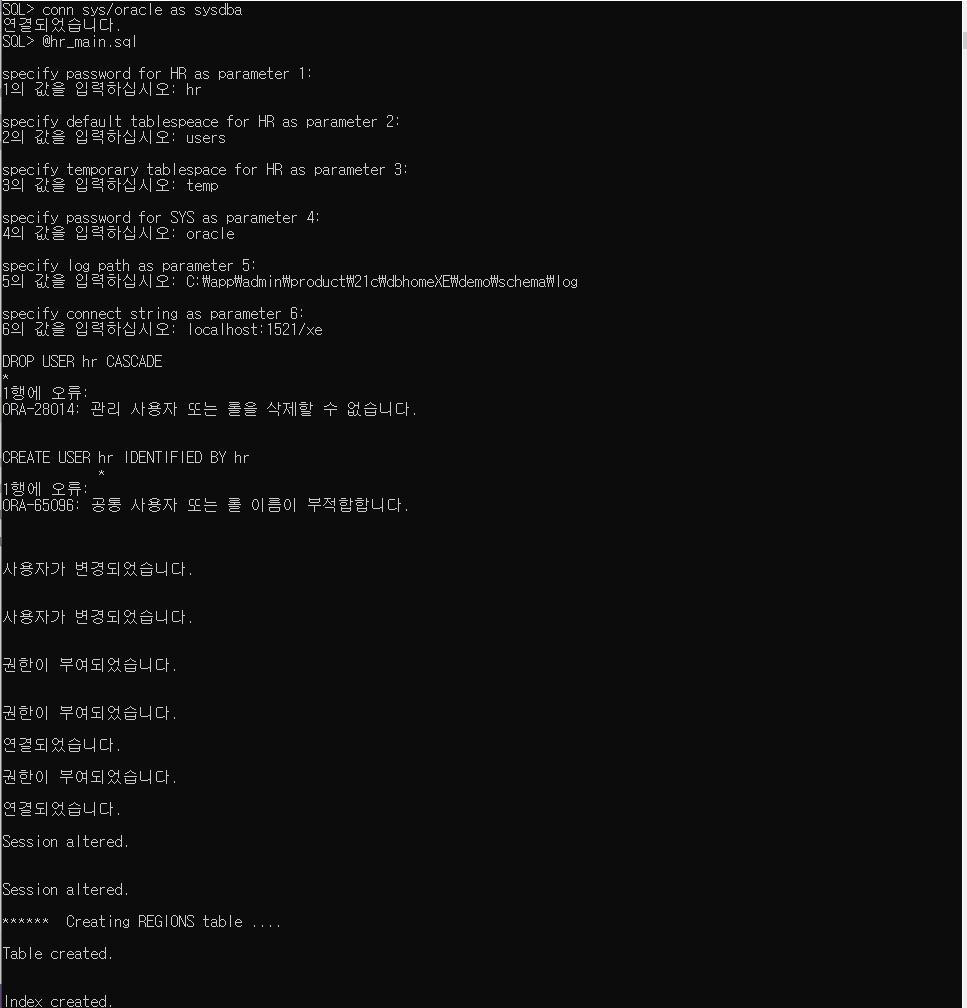 SQL> conn sys/oracle as sysdba
연결되었습니다.
SQL> @hr_main.sql
specify password for HR as parameter 1:
1의 값을 입력하십시오: hr
specify default tablespeace for HR as parameter 2:
2의 값을 입력하십시오: users
specify temporary tablespace for HR as parameter 3:
3의 값을 입력하십시오: temp
specify password for SYS as parameter 4:
4의 값을 입력하십시오: oracle
specify log path as parameter 5:
5의 값을 입력하십시오: C:₩app₩admin₩product₩21c₩dbhomeXE₩demo₩schema₩log
specify connect string as parameter 6:
6의 값을 입력하십시오: localhost:1521/xe
DROP USER hr CASCADE
*
1행에 오류:
ORA-28014: 관리 사용자 또는 롤을 삭제할 수 없습니다.
CREATE USER hr IDENTIFIED BY hr
*
1행에 오류:
ORA-65096: 공통 사용자 또는 롤 이름이 부적합합니다.
사용자가 변경되었습니다.
사용자가 변경되었습니다.
권한이 부여되었습니다.
권한이 부여되었습니다.
연결되었습니다.
권한이 부여되었습니다.
연결되었습니다.
Session altered.
Session altered.
******  Creating REGIONS table ....
Table created.
Index created.